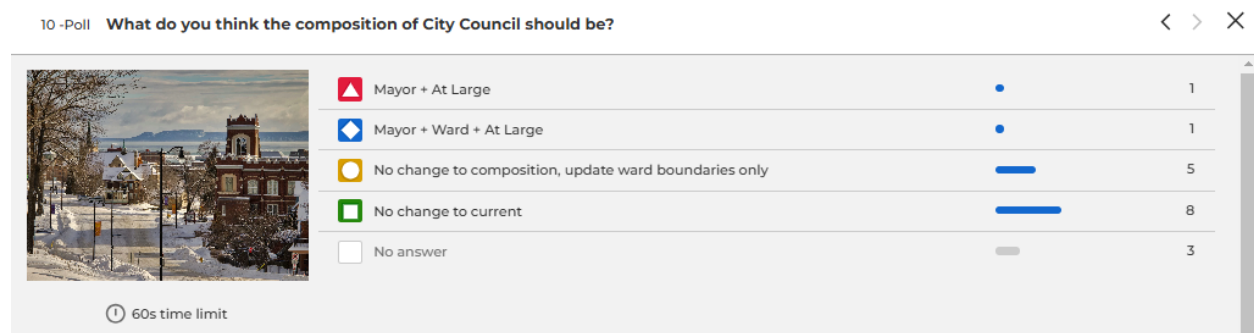 10 -Poll What do you think the composition of City Council should be?
Mayor + At Large 1
Mayor + Ward + At Large 1
No change to composition, update ward boundaries only 5
No change to current 8
No answer 3
60s time limit